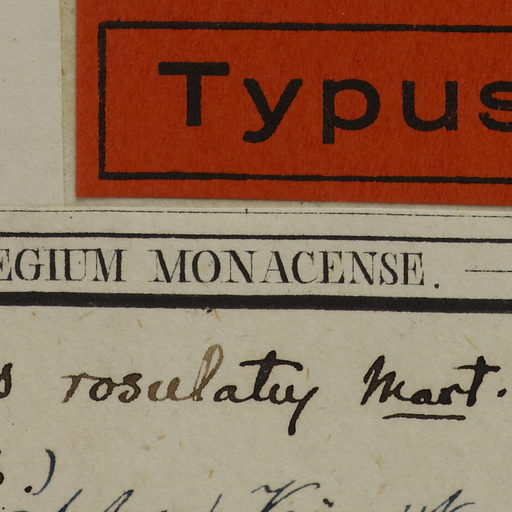 Typus
EGIUM MONACENSE.
s rosulatus Mart.